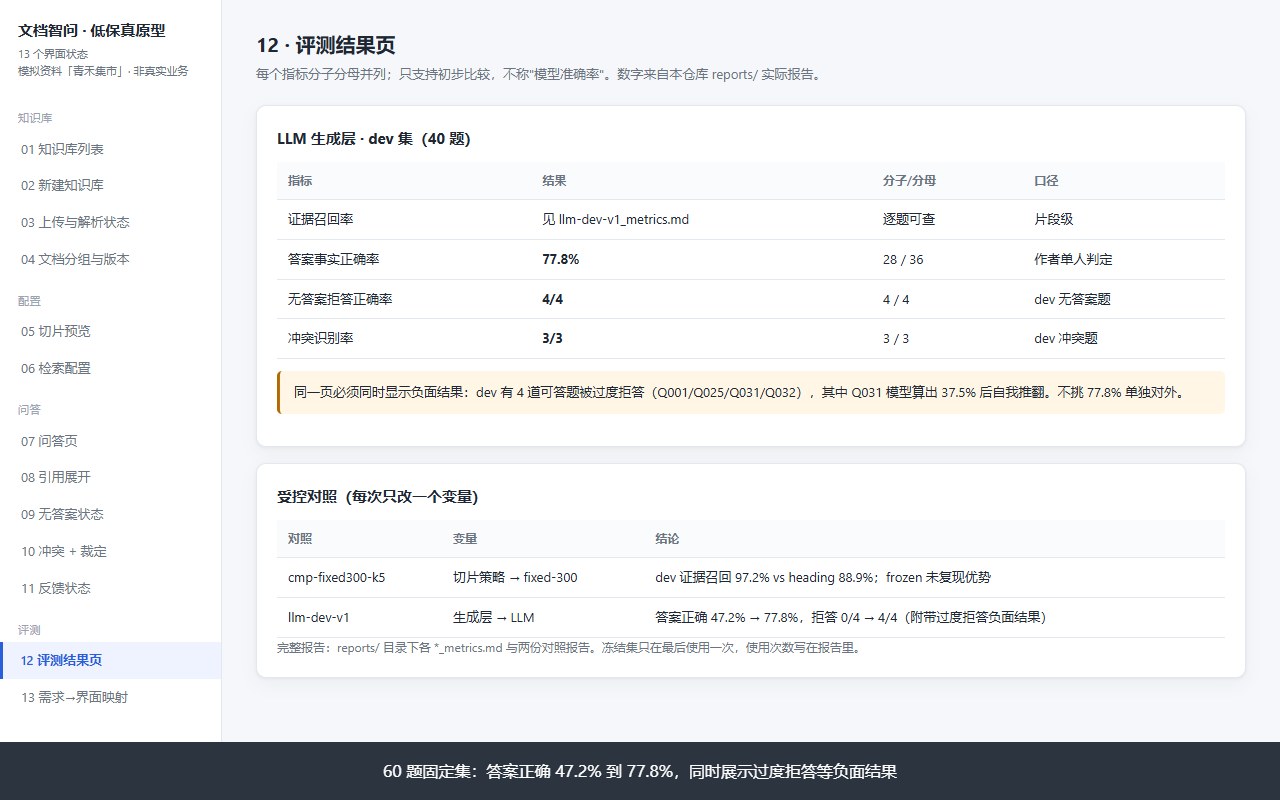 文档智问 · 低保真原型
13 个界面状态
模拟资料「青禾集市」· 非真实业务
知识库
01 知识库列表
02 新建知识库
03 上传与解析状态
04 文档分组与版本
配置
05 切片预览
06 检索配置
问答
07 问答页
08 引用展开
09 无答案状态
10 冲突 + 裁定
11 反馈状态
评测
12 评测结果页
13 需求→界面映射
12 · 评测结果页
每个指标分子分母并列；只支持初步比较，不称"模型准确率"。数字来自本仓库 reports/ 实际报告。
LLM 生成层 · dev 集（40 题）
指标 结果 分子/分母 口径
证据召回率 见 llm-dev-v1_metrics.md 逐题可查 片段级
答案事实正确率 77.8% 28 / 36 作者单人判定
无答案拒答正确率 4/4 4 / 4 dev 无答案题
冲突识别率 3/3 3 / 3 dev 冲突题
同一页必须同时显示负面结果：dev 有 4 道可答题被过度拒答（Q001/Q025/Q031/Q032），其中 Q031 模型算出 37.5% 后自我推翻。不挑 77.8% 单独对外。
受控对照（每次只改一个变量）
对照 变量 结论
cmp-fixed300-k5 切片策略 → fixed-300 dev 证据召回 97.2% vs heading 88.9%；frozen 未复现优势
llm-dev-v1 生成层 → LLM 答案正确 47.2% → 77.8%，拒答 0/4 → 4/4（附带过度拒答负面结果）
完整报告：reports/ 目录下各 *_metrics.md 与两份对照报告。冻结集只在最后使用一次，使用次数写在报告里。
60 题固定集：答案正确 47.2% 到 77.8%，同时展示过度拒答等负面结果